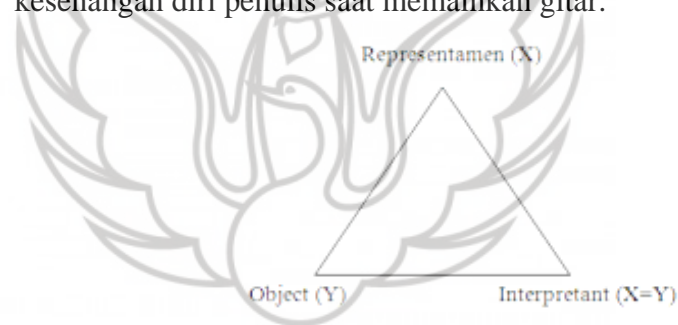 kesenangan diri penulis saat memainkan gitar.
Representamen (X)
Object (Y)
Interpretant (X=Y)